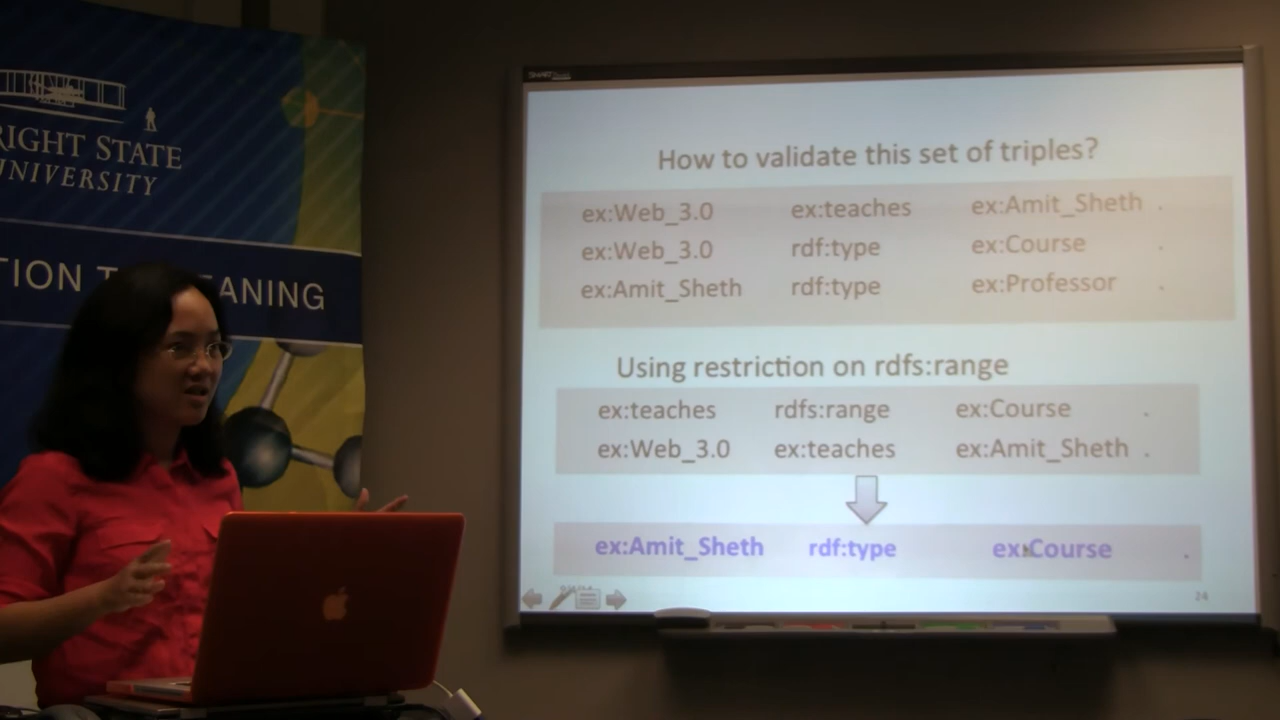 RIGHT STATE
UNIVERSITY
TION T EANING
SMART
How to validate this set of triples?
ex:Web_3.0 ex:teaches ex:Amit_Sheth .
ex:Web_3.0 rdf:type ex:Course .
ex:Amit_Sheth rdf:type ex:Professor .
Using restriction on rdfs:range
ex:teaches rdfs:range ex:Course .
ex:Web_3.0 ex:teaches ex:Amit_Sheth .
ex:Amit_Sheth rdf:type ex:Course .
24